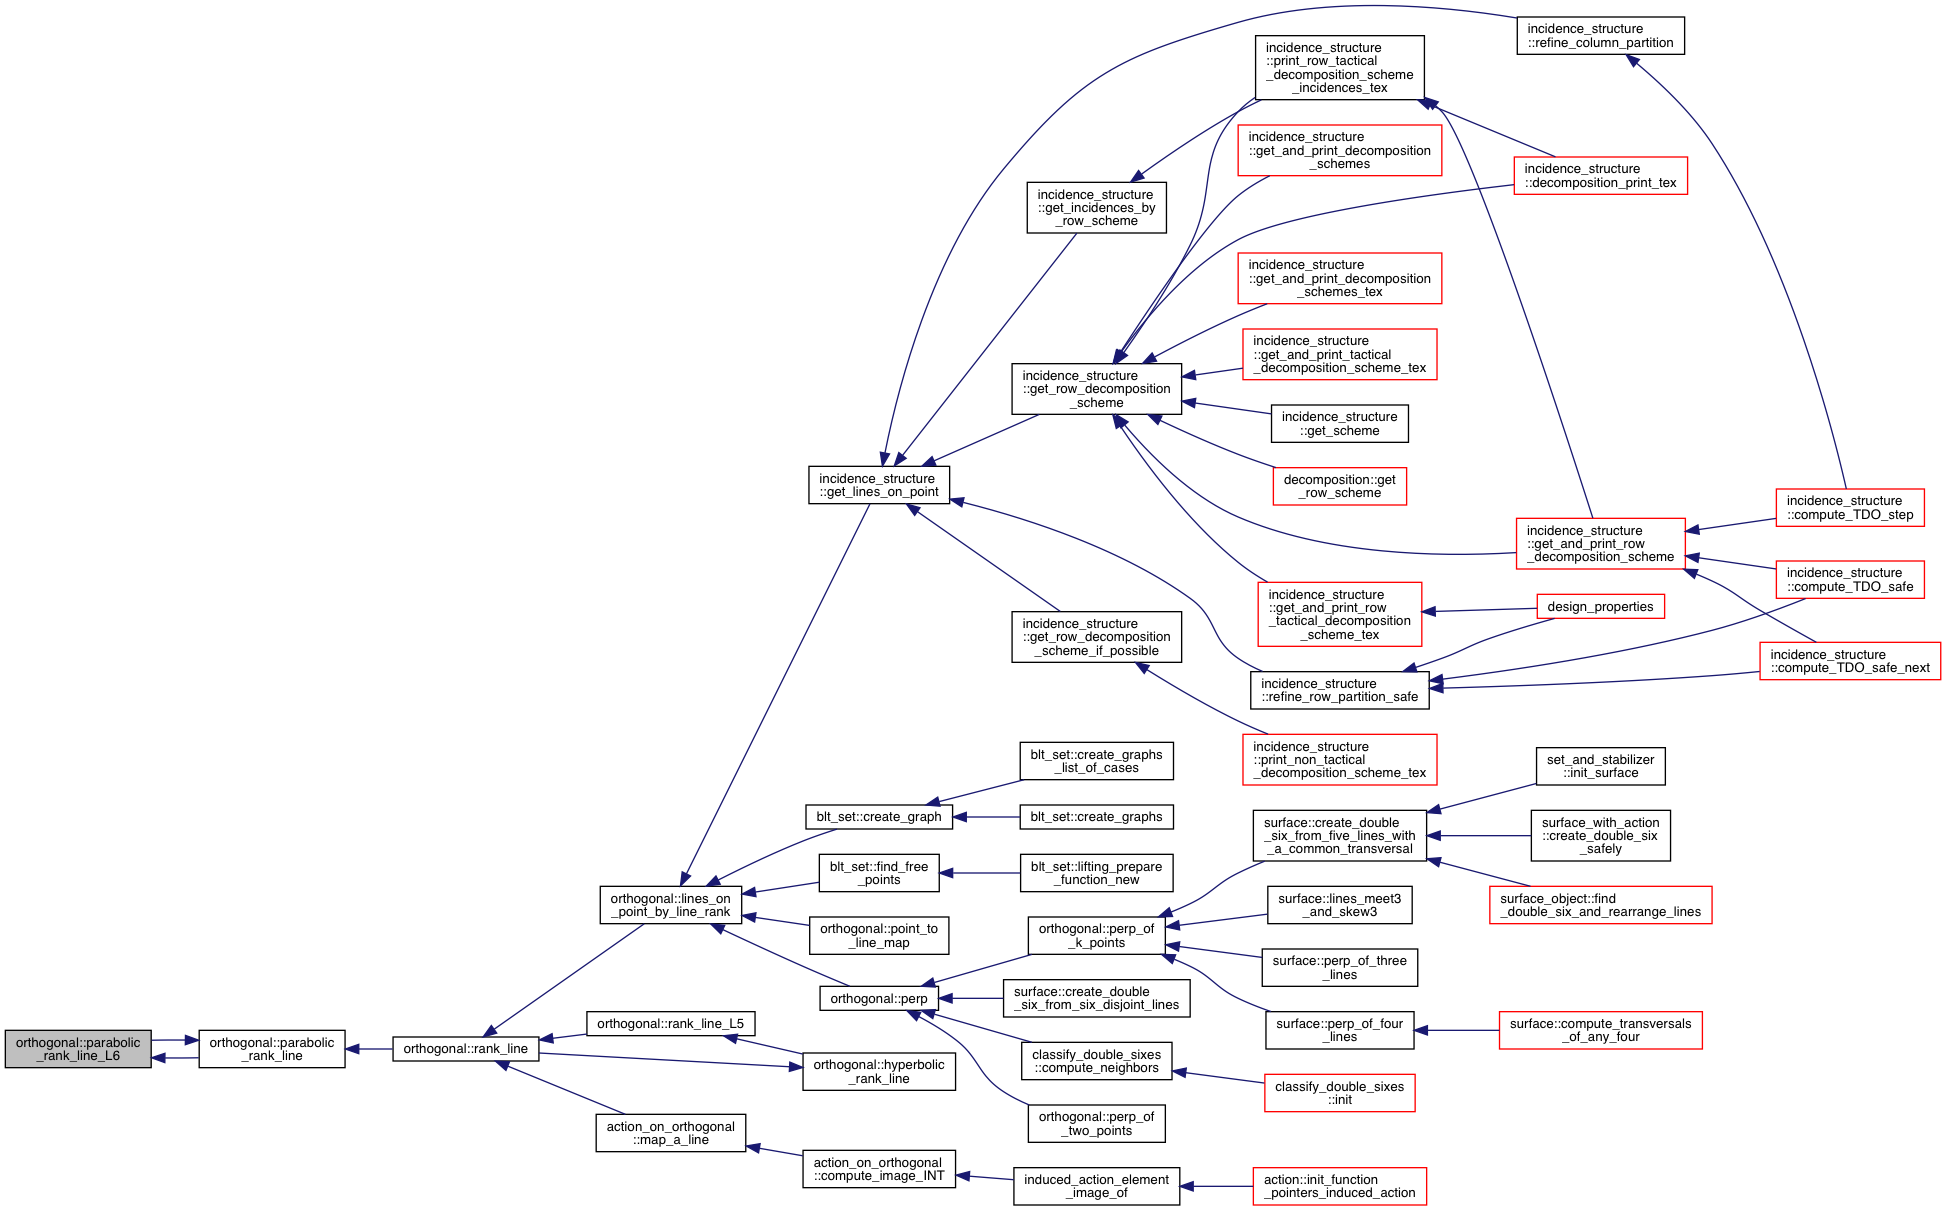 incidence_structure
::refine_column_partition
incidence_structure
::print_row_tactical
_decomposition_scheme
_incidences_tex
incidence_structure
::get_and_print_decomposition
_schemes
incidence_structure
::decomposition_print_tex
incidence_structure
::get_incidences_by
_row_scheme
incidence_structure
::get_and_print_decomposition
_schemes_tex
incidence_structure
::get_and_print_tactical
_decomposition_scheme_tex
incidence_structure
::get_row_decomposition
_scheme
incidence_structure
::get_scheme
decomposition::get
_row_scheme
incidence_structure
::get_lines_on_point
incidence_structure
::compute_TDO_step
incidence_structure
::get_and_print_row
_decomposition_scheme
incidence_structure
::compute_TDO_safe
incidence_structure
::get_and_print_row
_tactical_decomposition
_scheme_tex
design_properties
incidence_structure
::get_row_decomposition
_scheme_if_possible
incidence_structure
::compute_TDO_safe_next
incidence_structure
::refine_row_partition_safe
incidence_structure
::print_non_tactical
_decomposition_scheme_tex
blt_set::create_graphs
_list_of_cases
set_and_stabilizer
::init_surface
blt_set::create_graph
blt_set::create_graphs
surface::create_double
_six_from_five_lines_with
_a_common_transversal
surface_with_action
::create_double_six
_safely
blt_set::find_free
_points
blt_set::lifting_prepare
_function_new
orthogonal::lines_on
_point_by_line_rank
surface::lines_meet3
_and_skew3
surface_object::find
_double_six_and_rearrange_lines
orthogonal::point_to
_line_map
orthogonal::perp_of
_k_points
surface::perp_of_three
_lines
orthogonal::perp
surface::create_double
_six_from_six_disjoint_lines
surface::perp_of_four
_lines
surface::compute_transversals
_of_any_four
orthogonal::parabolic
_rank_line_L6
orthogonal::parabolic
_rank_line
orthogonal::rank_line
orthogonal::rank_line_L5
orthogonal::hyperbolic
_rank_line
classify_double_sixes
::compute_neighbors
classify_double_sixes
::init
orthogonal::perp_of
_two_points
action_on_orthogonal
::map_a_line
action_on_orthogonal
::compute_image_INT
induced_action_element
_image_of
action::init_function
_pointers_induced_action